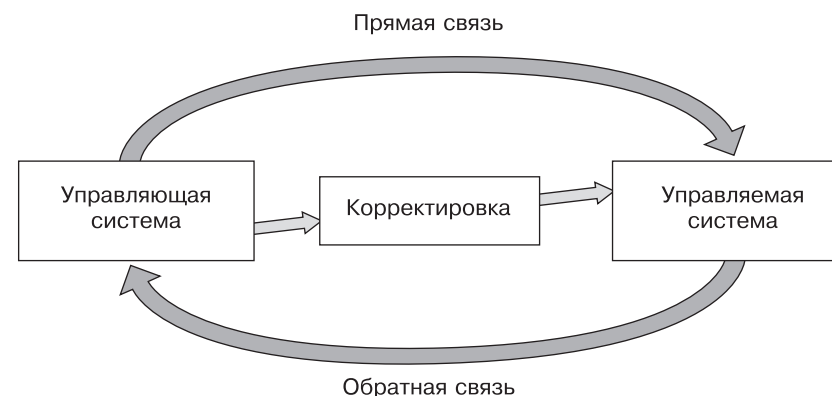 Прямая связь
Управляющая
система
Корректировка
Управляемая
система
Обратная связь